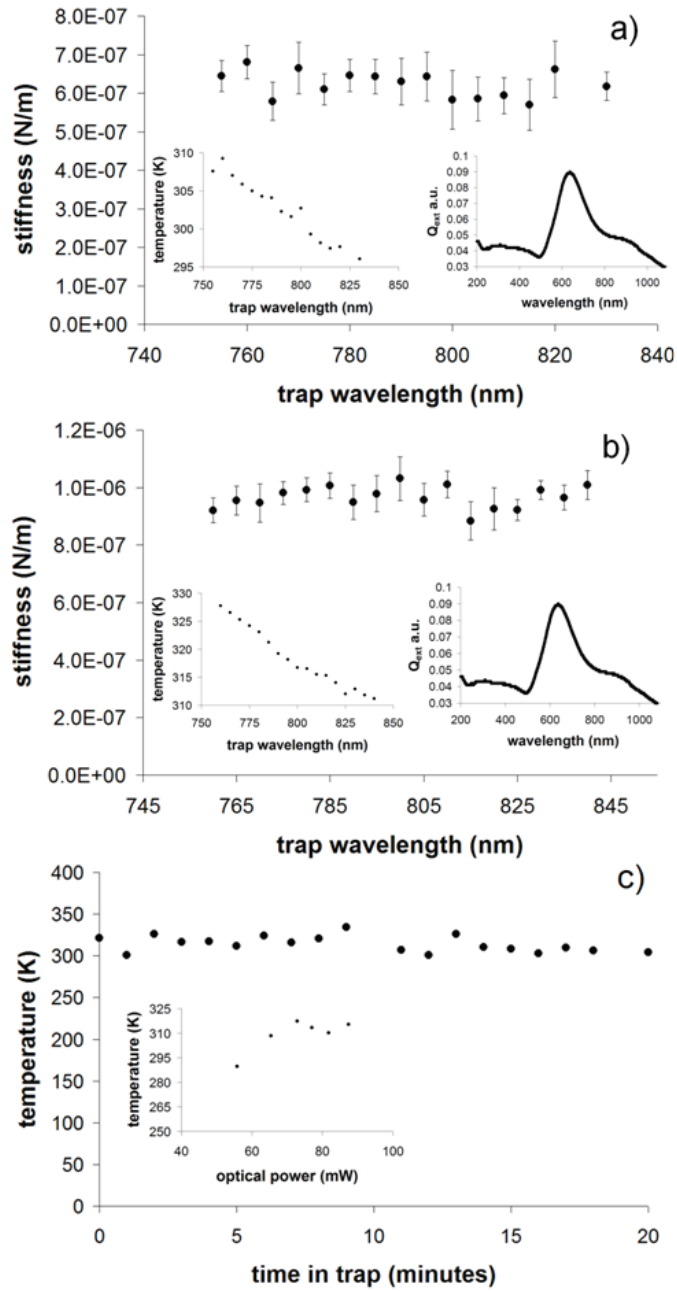 a)
8.0E-07
7.0E-07
6.0E-07
5.0E-07
4.0E-07
3.0E-07
2.0E-07
1.0E-07
0.0E+00
stiffness (N/m)
740 760 780 800 820 840
trap wavelength (nm)
310
305
300
295
temperature (K)
750 775 800 825 850
trap wavelength (nm)
0.1
0.09
0.08
0.07
0.06
0.05
0.04
0.03
Qext a.u.
200 400 600 800 1000
wavelength (nm)
b)
1.2E-06
1.0E-06
8.0E-07
6.0E-07
4.0E-07
2.0E-07
0.0E+00
stiffness (N/m)
745 765 785 805 825 845
trap wavelength (nm)
330
325
320
315
310
temperature (K)
750 775 800 825 850
trap wavelength (nm)
0.1
0.09
0.08
0.07
0.06
0.05
0.04
0.03
Qext a.u.
200 400 600 800 1000
wavelength (nm)
c)
400
350
300
250
200
150
100
50
0
temperature (K)
0 5 10 15 20
time in trap (minutes)
325
310
295
280
265
250
temperature (K)
40 60 80 100
optical power (mW)